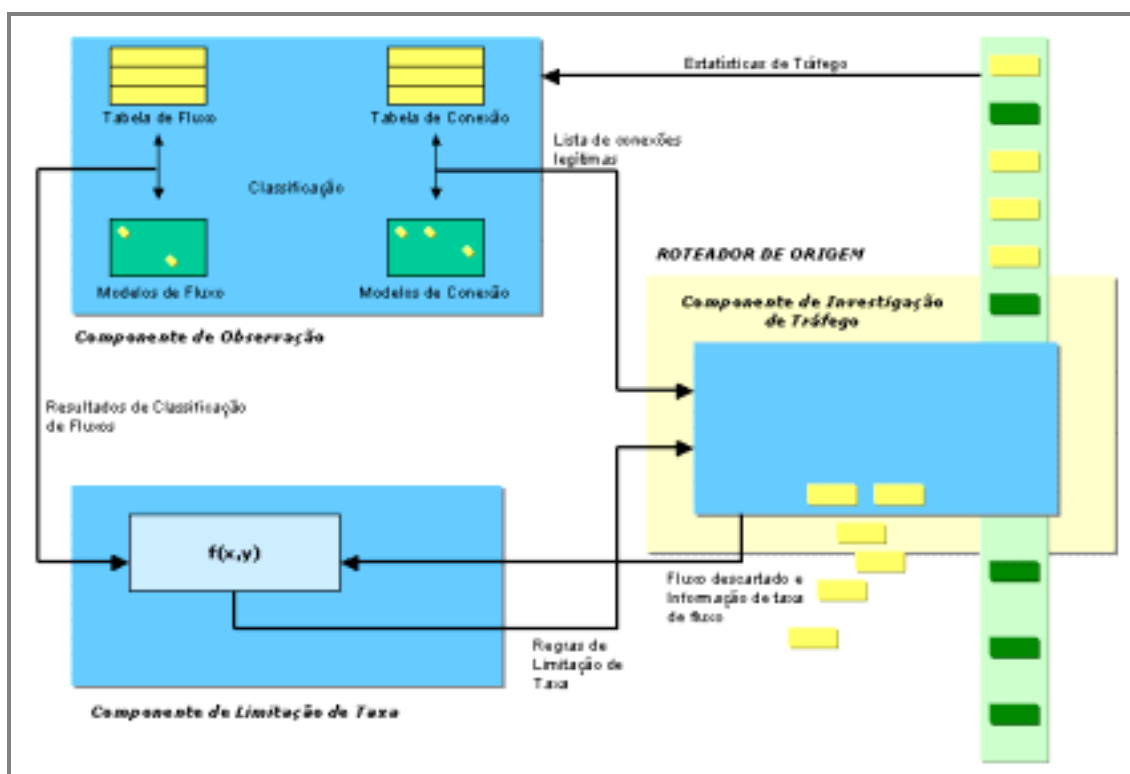 Estatísticas de Tráfego
Tabela de Fluxo
Tabela de Conexão
Lista de conexões
legítimas
Classificação
Modelos de Fluxo
Modelos de Conexão
Componente de Observação
ROTEADOR DE ORIGEM
Componente de Investigação
de Tráfego
Resultados de Classificação
de Fluxos
f(x,y)
Fluxo descartado e
Informação de taxa
de fluxo
Regras de
Limitação de
Taxa
Componente de Limitação de Taxa